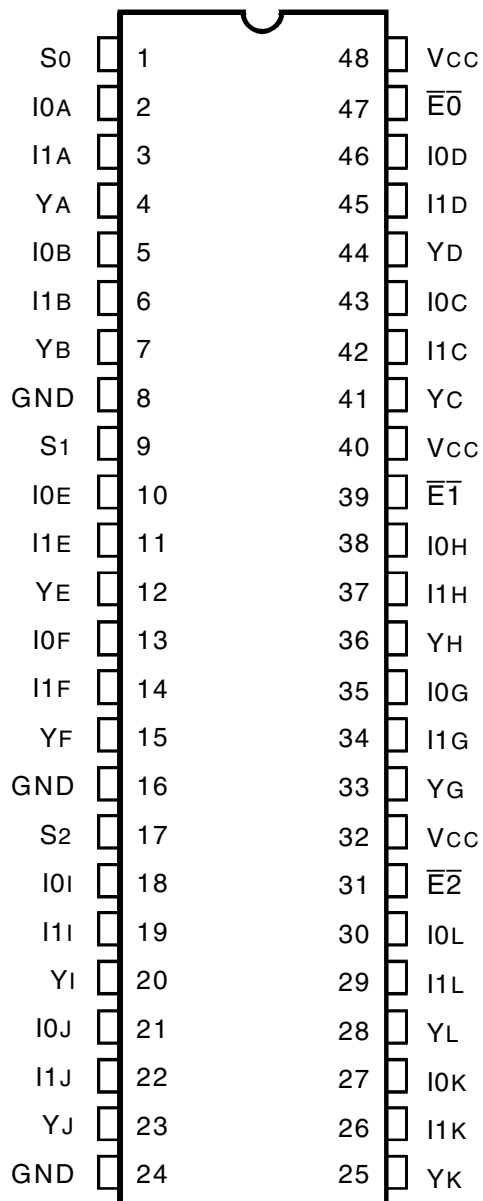 S0 1 48 VCC
I0A 2 47 E0
I1A 3 46 I0D
YA 4 45 I1D
I0B 5 44 YD
I1B 6 43 I0C
YB 7 42 I1C
GND 8 41 YC
S1 9 40 VCC
I0E 10 39 E1
I1E 11 38 I0H
YE 12 37 I1H
I0F 13 36 YH
I1F 14 35 I0G
YF 15 34 I1G
GND 16 33 YG
S2 17 32 VCC
I0I 18 31 E2
I1I 19 30 I0L
YI 20 29 I1L
I0J 21 28 YL
I1J 22 27 I0K
YJ 23 26 I1K
GND 24 25 YK